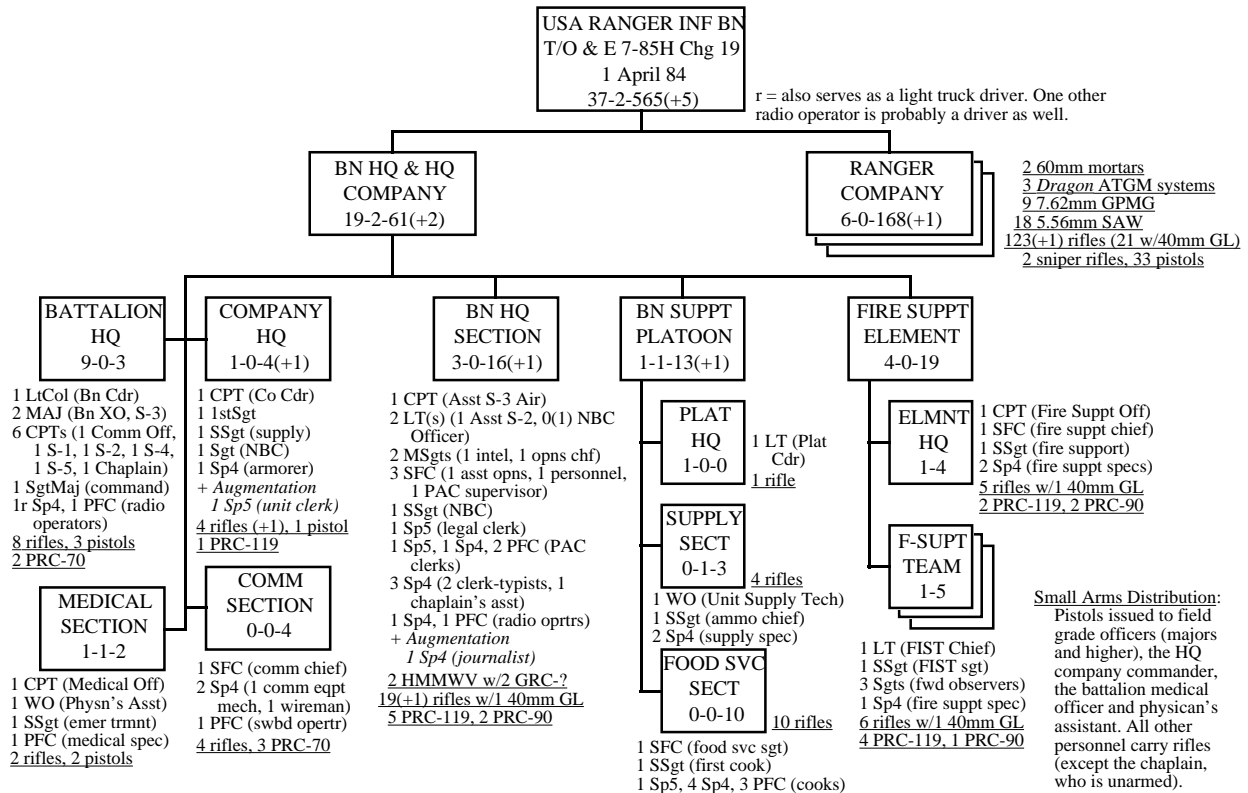 USA RANGER INF BN
T/O & E 7-85H Chg 19
1 April 84
37-2-565(+5)
r = also serves as a light truck driver. One other
radio operator is probably a driver as well.
BN HQ & HQ
COMPANY
19-2-61(+2)
RANGER
COMPANY
6-0-168(+1)
2 60mm mortars
3 Dragon ATGM systems
9 7.62mm GPMG
18 5.56mm SAW
123(+1) rifles (21 w/40mm GL)
2 sniper rifles, 33 pistols
BATTALION
HQ
9-0-3
1 LtCol (Bn Cdr)
2 MAJ (Bn XO, S-3)
6 CPTs (1 Comm Off,
1 S-1, 1 S-2, 1 S-4,
1 S-5, 1 Chaplain)
1 SgtMaj (command)
1r Sp4, 1 PFC (radio
operators)
8 rifles, 3 pistols
2 PRC-70
COMPANY
HQ
1-0-4(+1)
1 CPT (Co Cdr)
1 1stSgt
1 SSgt (supply)
1 Sgt (NBC)
1 Sp4 (armorer)
+ Augmentation
1 Sp5 (unit clerk)
4 rifles (+1), 1 pistol
1 PRC-119
MEDICAL
SECTION
1-1-2
1 CPT (Medical Off)
1 WO (Physn's Asst)
1 SSgt (emer trmnt)
1 PFC (medical spec)
2 rifles, 2 pistols
COMM
SECTION
0-0-4
1 SFC (comm chief)
2 Sp4 (1 comm eqpt
mech, 1 wireman)
1 PFC (swbd opertr)
4 rifles, 3 PRC-70
BN HQ
SECTION
3-0-16(+1)
1 CPT (Asst S-3 Air)
2 LT(s) (1 Asst S-2, 0(1) NBC
Officer)
2 MSgts (1 intel, 1 opns chf)
3 SFC (1 asst opns, 1 personnel,
1 PAC supervisor)
1 SSgt (NBC)
1 Sp5 (legal clerk)
1 Sp5, 1 Sp4, 2 PFC (PAC
clerks)
3 Sp4 (2 clerk-typists, 1
chaplain's asst)
1 Sp4, 1 PFC (radio oprtrs)
+ Augmentation
1 Sp4 (journalist)
2 HMMWV w/2 GRC-?
19(+1) rifles w/1 40mm GL
5 PRC-119, 2 PRC-90
BN SUPPT
PLATOON
1-1-13(+1)
PLAT
HQ
1-0-0
1 LT (Plat
Cdr)
1 rifle
SUPPLY
SECT
0-1-3
4 rifles
1 WO (Unit Supply Tech)
1 SSgt (ammo chief)
2 Sp4 (supply spec)
FOOD SVC
SECT
0-0-10
10 rifles
1 SFC (food svc sgt)
1 SSgt (first cook)
1 Sp5, 4 Sp4, 3 PFC (cooks)
FIRE SUPPT
ELEMENT
4-0-19
ELMNT
HQ
1-4
1 CPT (Fire Suppt Off)
1 SFC (fire suppt chief)
1 SSgt (fire support)
2 Sp4 (fire suppt specs)
5 rifles w/1 40mm GL
2 PRC-119, 2 PRC-90
F-SUPT
TEAM
1-5
1 LT (FIST Chief)
1 SSgt (FIST sgt)
3 Sgts (fwd observers)
1 Sp4 (fire suppt spec)
6 rifles w/1 40mm GL
4 PRC-119, 1 PRC-90
Small Arms Distribution:
Pistols issued to field
grade officers (majors
and higher), the HQ
company commander,
the battalion medical
officer and physican's
assistant. All other
personnel carry rifles
(except the chaplain,
who is unarmed).